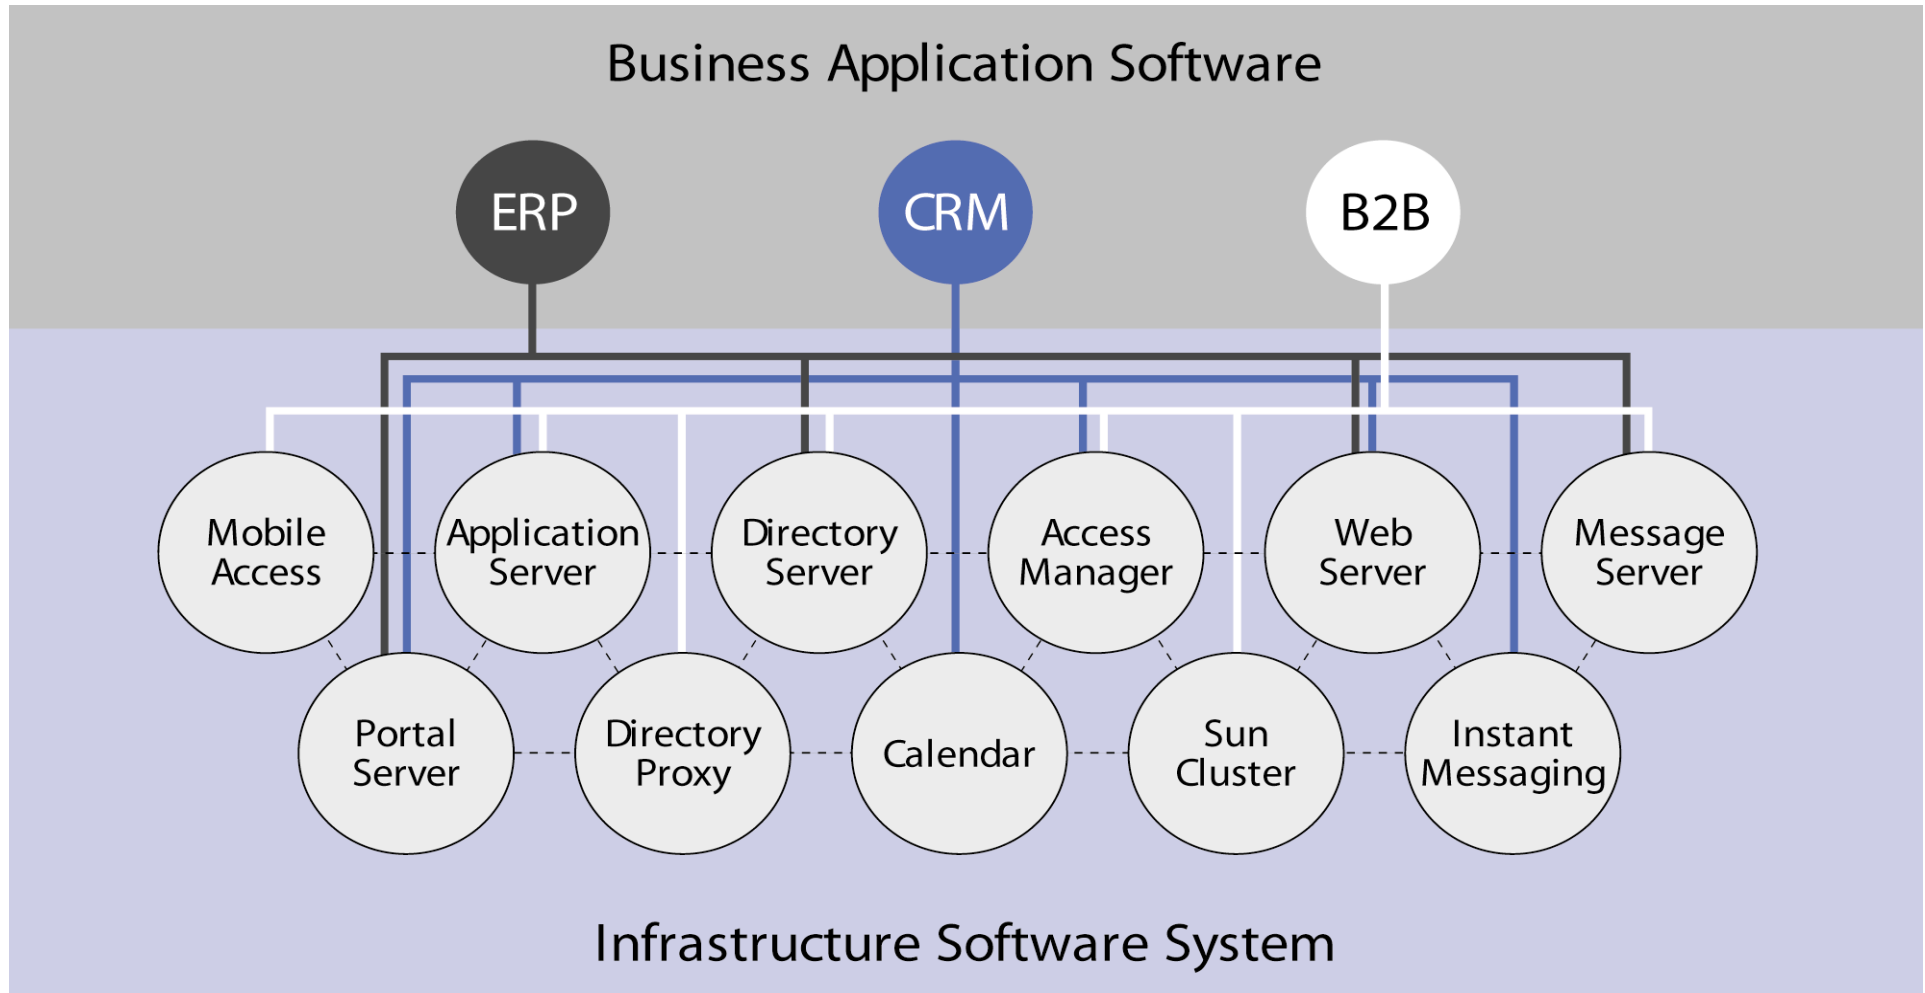 Business Application Software
ERP
CRM
B2B
Mobile
Access
Application
Server
Directory
Server
Access
Manager
Web
Server
Message
Server
Portal
Server
Directory
Proxy
Calendar
Sun
Cluster
Instant
Messaging
Infrastructure Software System